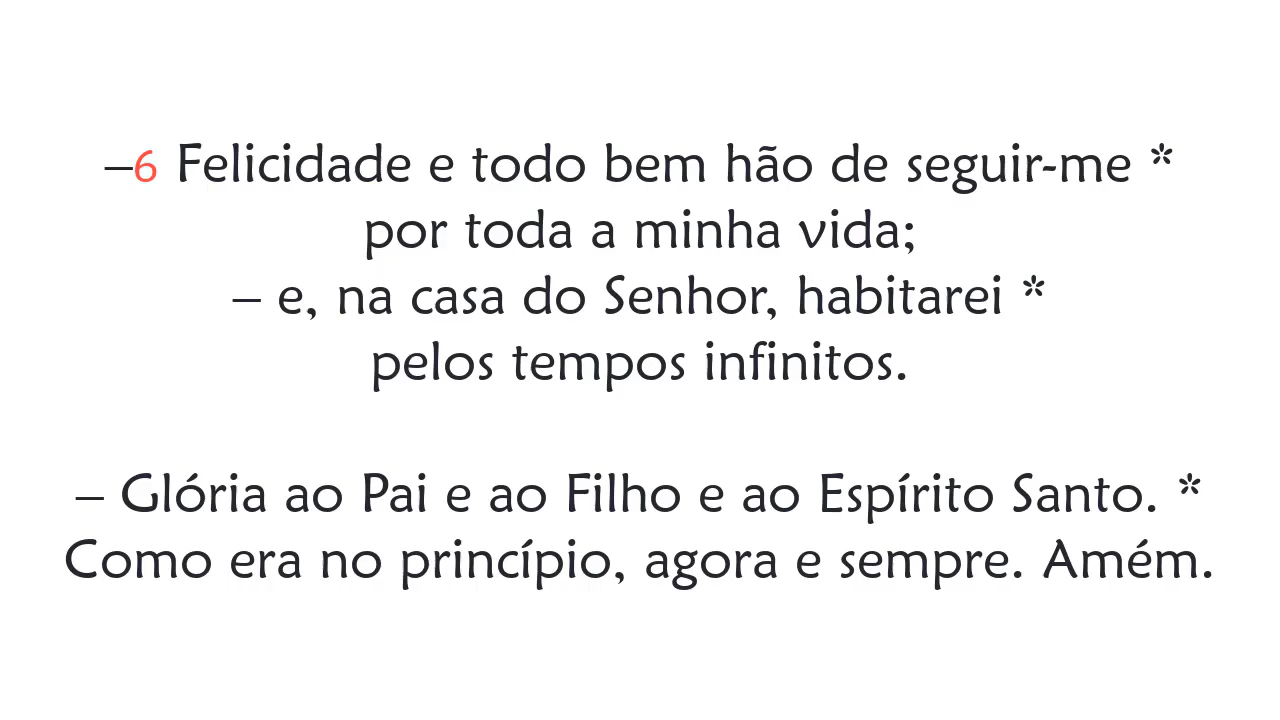 –6 Felicidade e todo bem hão de seguir-me *
por toda a minha vida;
– e, na casa do Senhor, habitarei *
pelos tempos infinitos.
– Glória ao Pai e ao Filho e ao Espírito Santo. *
Como era no princípio, agora e sempre. Amém.